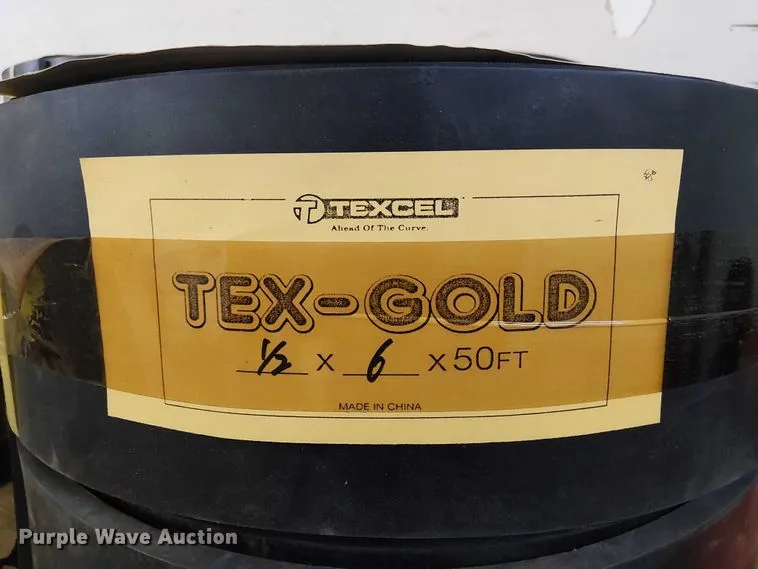 TEXCEL
Ahead Of The Curve.
TEX-GOLD
1/2 x 6 x 50FT
MADE IN CHINA
Purple Wave Auction